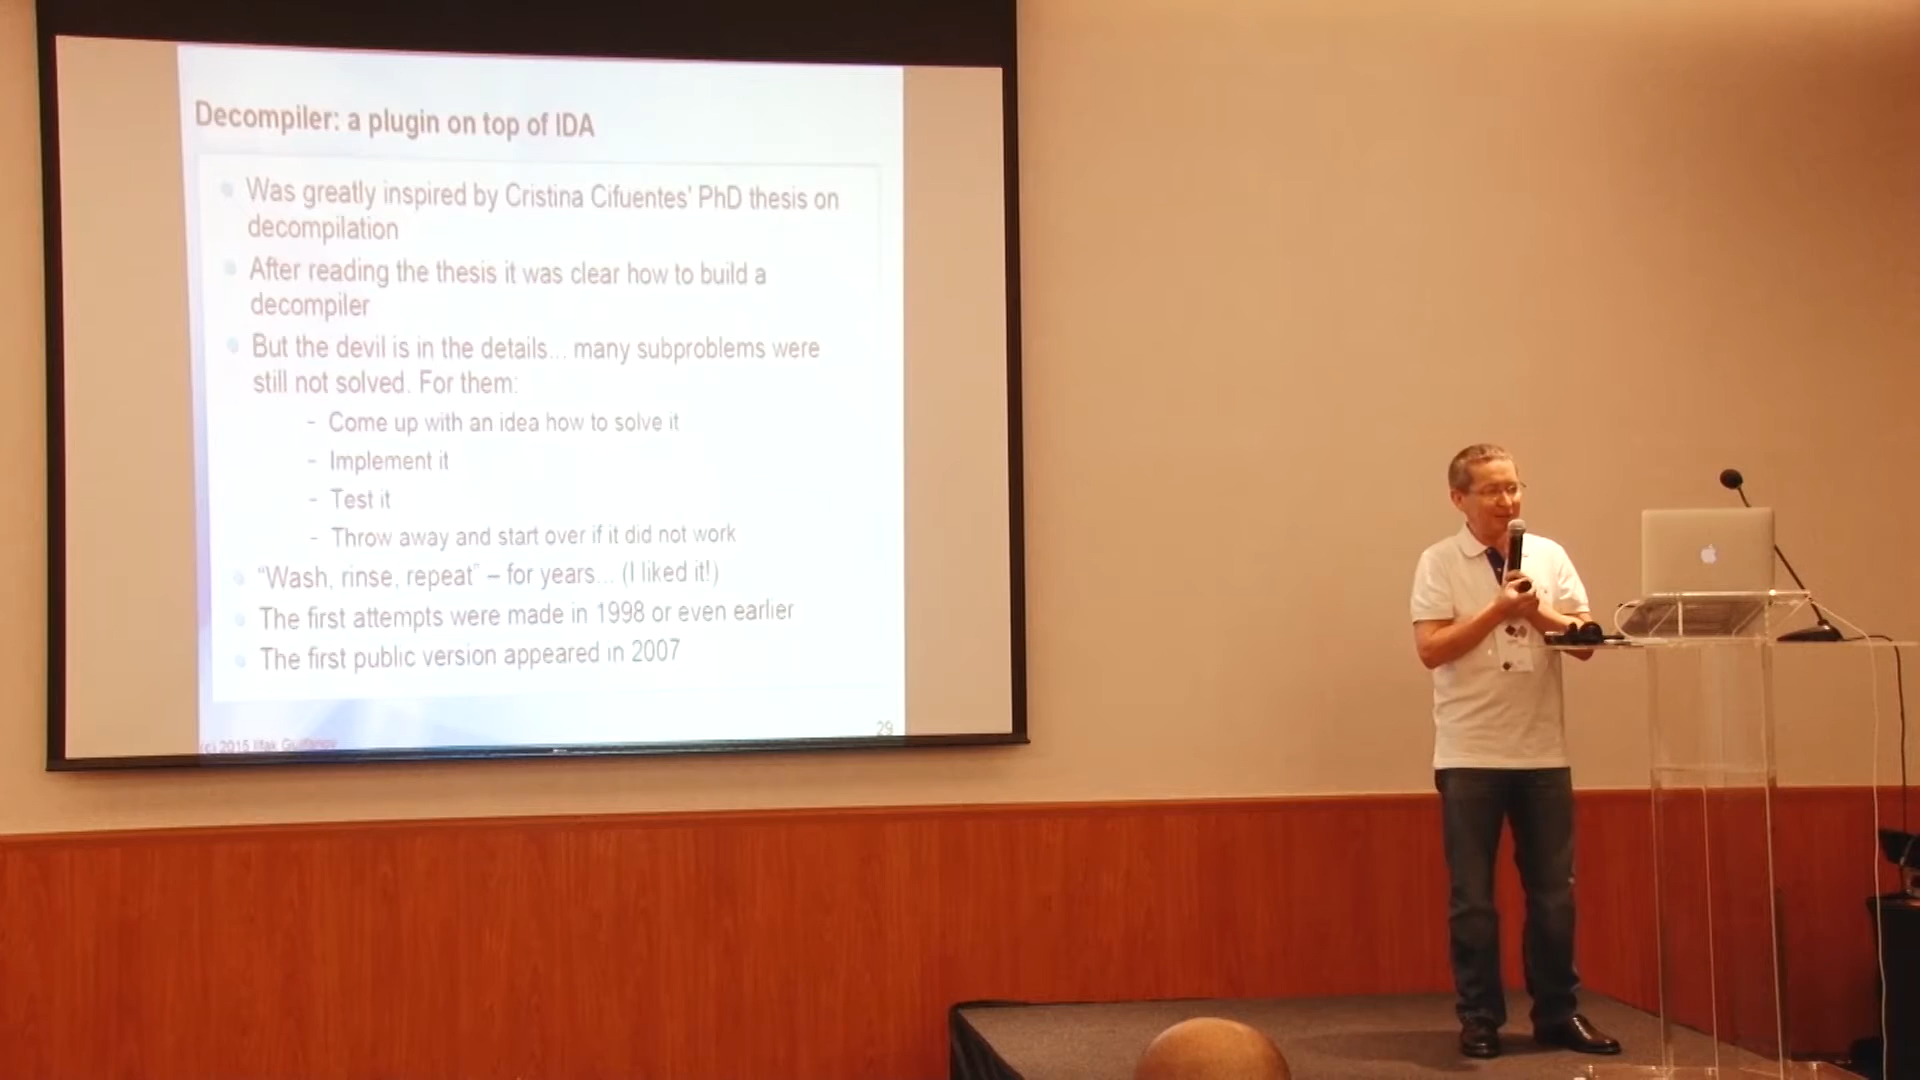 Decompiler: a plugin on top of IDA
Was greatly inspired by Cristina Cifuentes' PhD thesis on
decompilation
After reading the thesis it was clear how to build a
decompiler
But the devil is in the details... many subproblems were
still not solved. For them:
- Come up with an idea how to solve it
- Implement it
- Test it
- Throw away and start over if it did not work
“Wash, rinse, repeat” – for years... (I liked it!)
The first attempts were made in 1998 or even earlier
The first public version appeared in 2007
(c) 2015 Ilfak Guilfanov
29